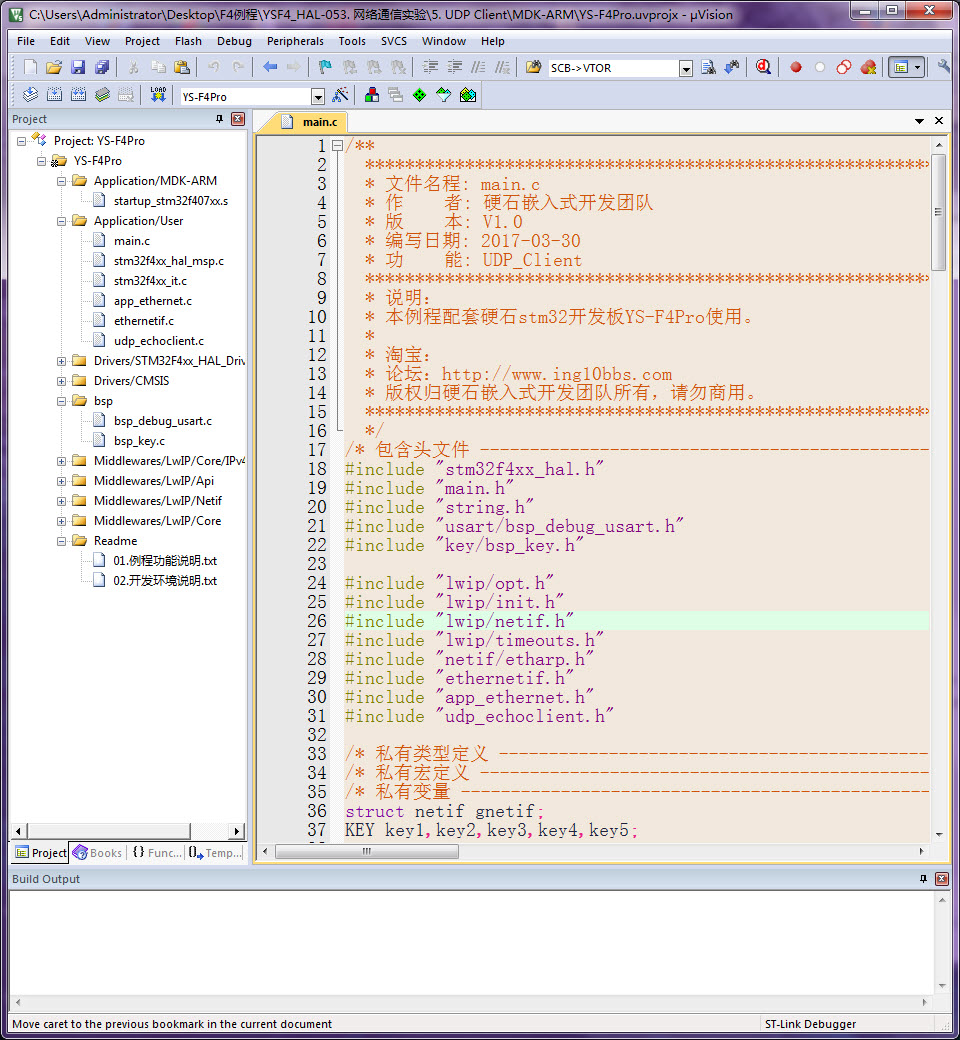 C:\Users\Administrator\Desktop\F4例程\YSF4_HAL-053. 网络通信实验\5. UDP Client\MDK-ARM\YS-F4Pro.uvprojx - µVision
File Edit View Project Flash Debug Peripherals Tools SVCS Window Help
SCB->VTOR
LOAD YS-F4Pro
Project
main.c
Project: YS-F4Pro
YS-F4Pro
Application/MDK-ARM
startup_stm32f407xx.s
Application/User
main.c
stm32f4xx_hal_msp.c
stm32f4xx_it.c
app_ethernet.c
ethernetif.c
udp_echoclient.c
Drivers/STM32F4xx_HAL_Driv
Drivers/CMSIS
bsp
bsp_debug_usart.c
bsp_key.c
Middlewares/LwIP/Core/IPv4
Middlewares/LwIP/Api
Middlewares/LwIP/Netif
Middlewares/LwIP/Core
Readme
01.例程功能说明.txt
02.开发环境说明.txt
1 /**
2 ***********************************************************
3 * 文件名程: main.c
4 * 作    者: 硬石嵌入式开发团队
5 * 版    本: V1.0
6 * 编写日期: 2017-03-30
7 * 功    能: UDP_Client
8 ***********************************************************
9 * 说明：
10 * 本例程配套硬石stm32开发板YS-F4Pro使用。
11 *
12 * 淘宝：
13 * 论坛：http://www.ing10bbs.com
14 * 版权归硬石嵌入式开发团队所有，请勿商用。
15 ***********************************************************
16 */
17 /* 包含头文件 ----------------------------------------------
18 #include "stm32f4xx_hal.h"
19 #include "main.h"
20 #include "string.h"
21 #include "usart/bsp_debug_usart.h"
22 #include "key/bsp_key.h"
23
24 #include "lwip/opt.h"
25 #include "lwip/init.h"
26 #include "lwip/netif.h"
27 #include "lwip/timeouts.h"
28 #include "netif/etharp.h"
29 #include "ethernetif.h"
30 #include "app_ethernet.h"
31 #include "udp_echoclient.h"
32
33 /* 私有类型定义 --------------------------------------------
34 /* 私有宏定义 ----------------------------------------------
35 /* 私有变量 ------------------------------------------------
36 struct netif gnetif;
37 KEY key1,key2,key3,key4,key5;
Project Books {} Func... Temp...
Build Output
Move caret to the previous bookmark in the current document
ST-Link Debugger